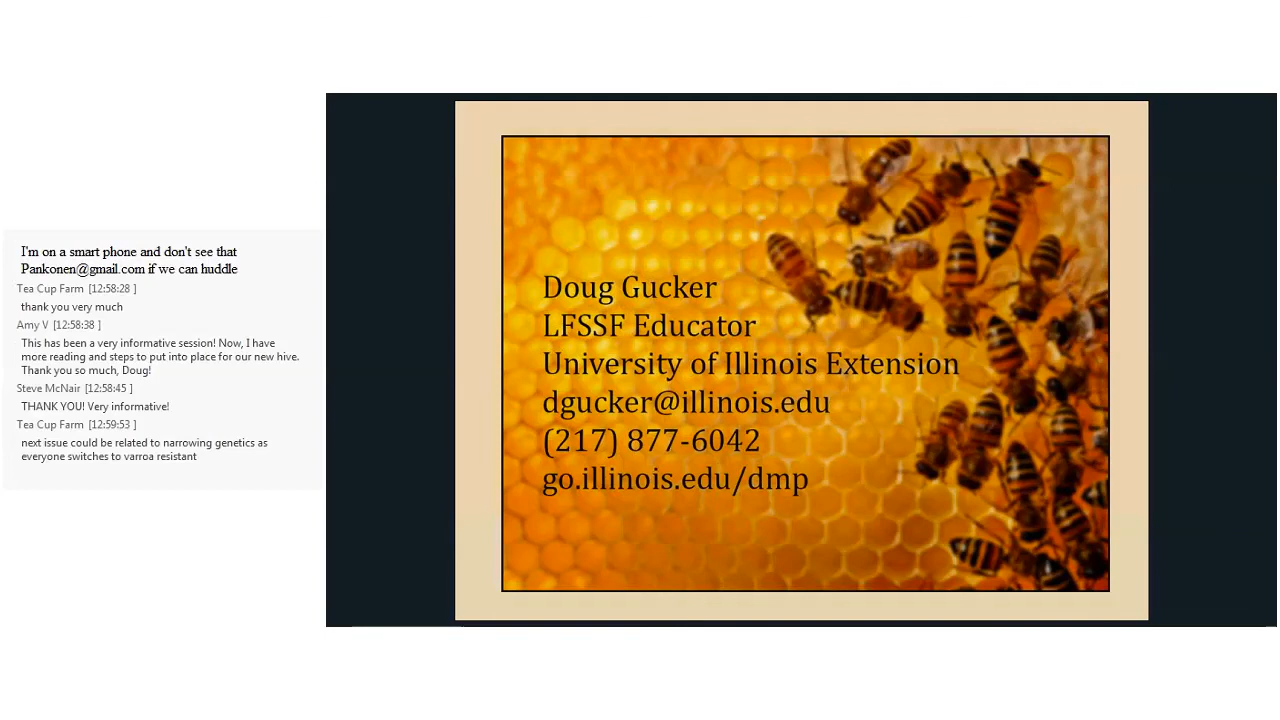 I'm on a smart phone and don't see that
Pankonen@gmail.com if we can huddle
Tea Cup Farm [12:58:28 ]
thank you very much
Amy V [12:58:38 ]
This has been a very informative session! Now, I have
more reading and steps to put into place for our new hive.
Thank you so much, Doug!
Steve McNair [12:58:45 ]
THANK YOU! Very informative!
Tea Cup Farm [12:59:53 ]
next issue could be related to narrowing genetics as
everyone switches to varroa resistant
Doug Gucker
LFSSF Educator
University of Illinois Extension
dgucker@illinois.edu
(217) 877-6042
go.illinois.edu/dmp